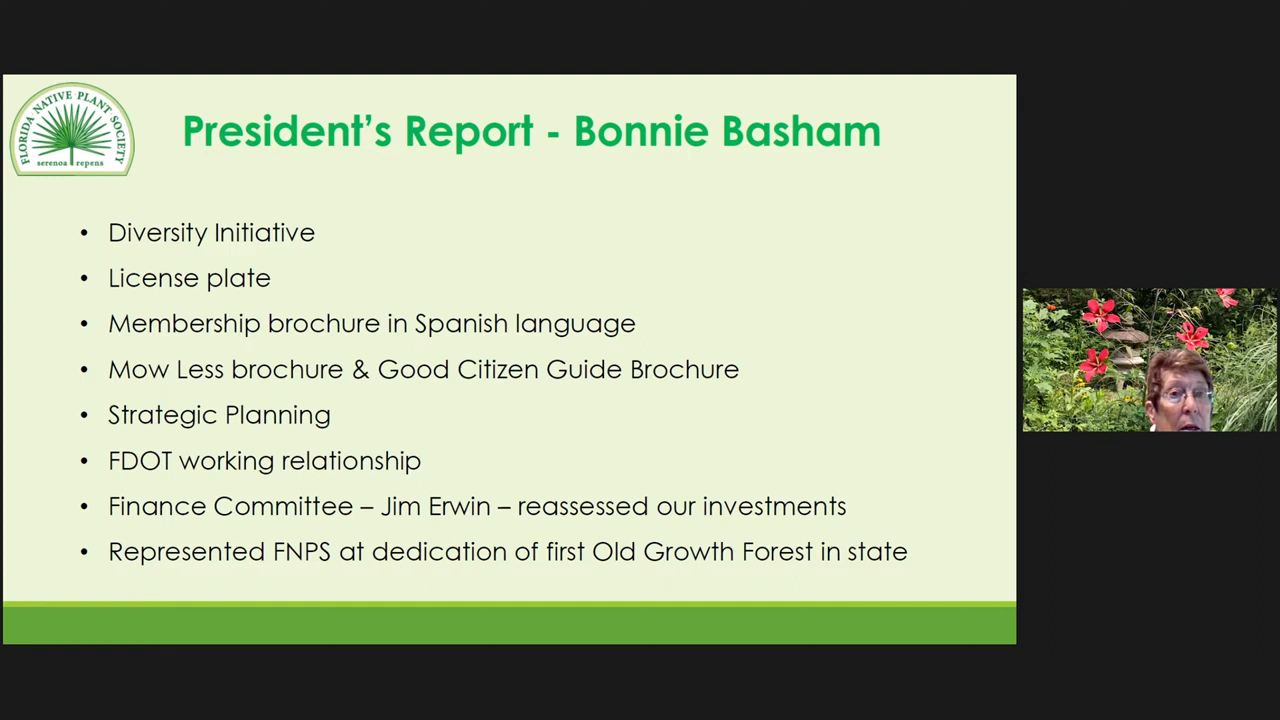 FLORIDA NATIVE PLANT SOCIETY
serenoa repens
President's Report - Bonnie Basham
• Diversity Initiative
• License plate
• Membership brochure in Spanish language
• Mow Less brochure & Good Citizen Guide Brochure
• Strategic Planning
• FDOT working relationship
• Finance Committee – Jim Erwin – reassessed our investments
• Represented FNPS at dedication of first Old Growth Forest in state